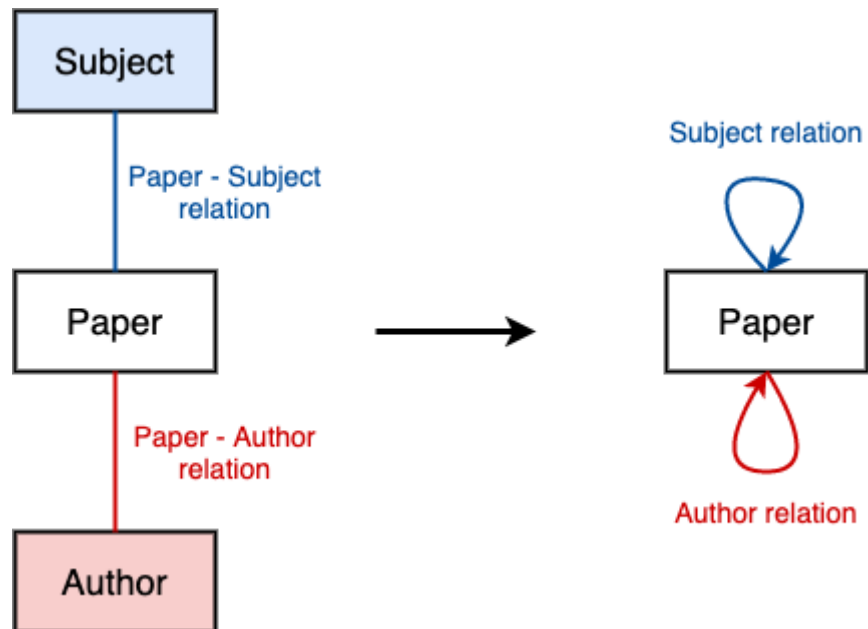 Subject
Paper - Subject
relation
Paper
Paper - Author
relation
Author
Subject relation
Paper
Author relation